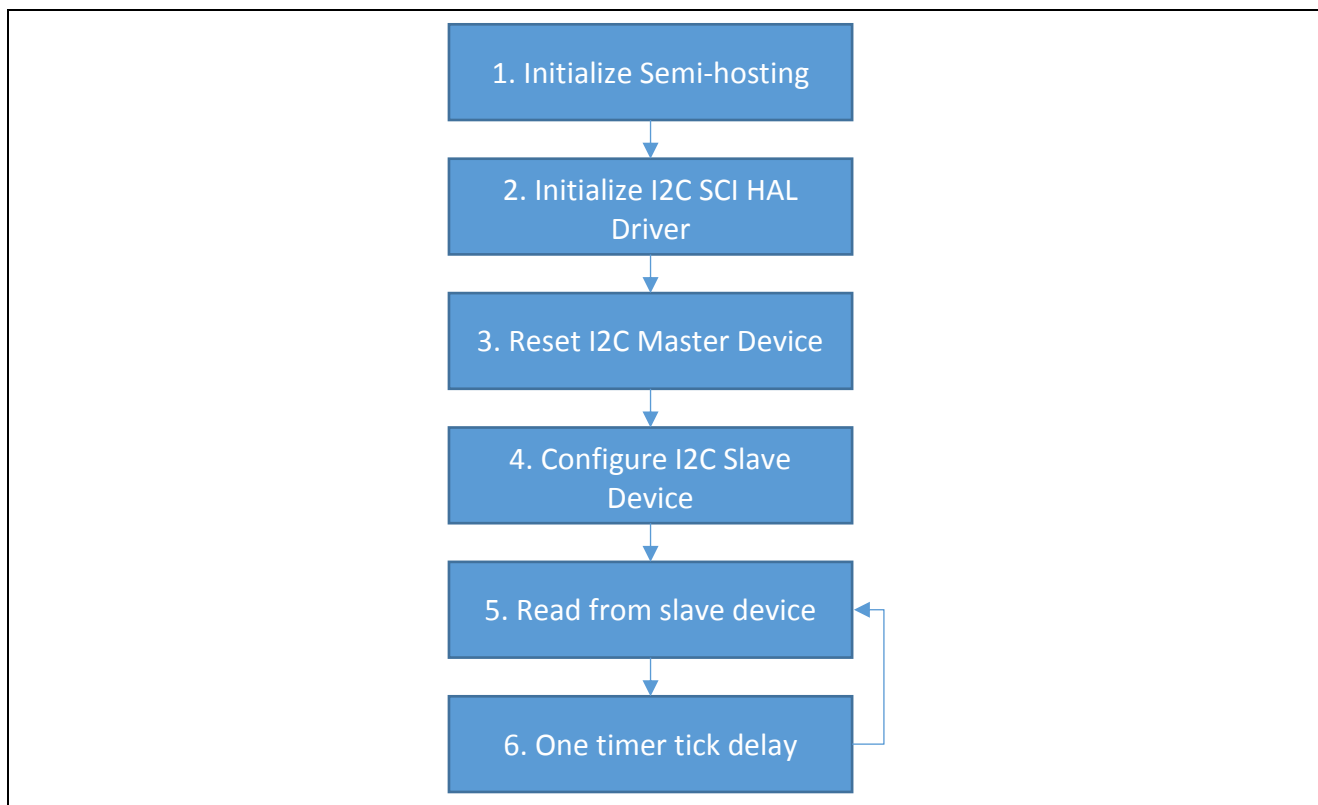 1. Initialize Semi-hosting
2. Initialize I2C SCI HAL
Driver
3. Reset I2C Master Device
4. Configure I2C Slave
Device
5. Read from slave device
6. One timer tick delay